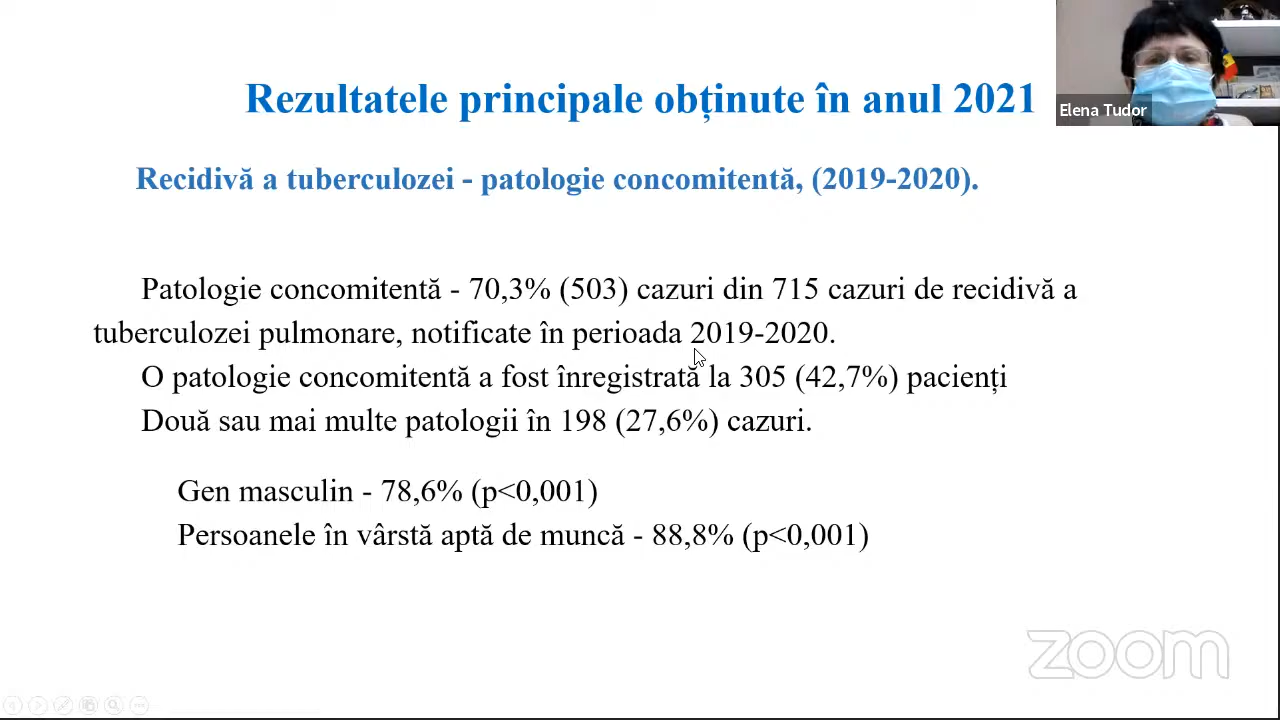 Rezultatele principale obținute în anul 2021
Elena Tudor
Recidivă a tuberculozei - patologie concomitentă, (2019-2020).
Patologie concomitentă - 70,3% (503) cazuri din 715 cazuri de recidivă a
tuberculozei pulmonare, notificate în perioada 2019-2020.
O patologie concomitentă a fost înregistrată la 305 (42,7%) pacienți
Două sau mai multe patologii în 198 (27,6%) cazuri.
Gen masculin - 78,6% (p<0,001)
Persoanele în vârstă aptă de muncă - 88,8% (p<0,001)
zoom